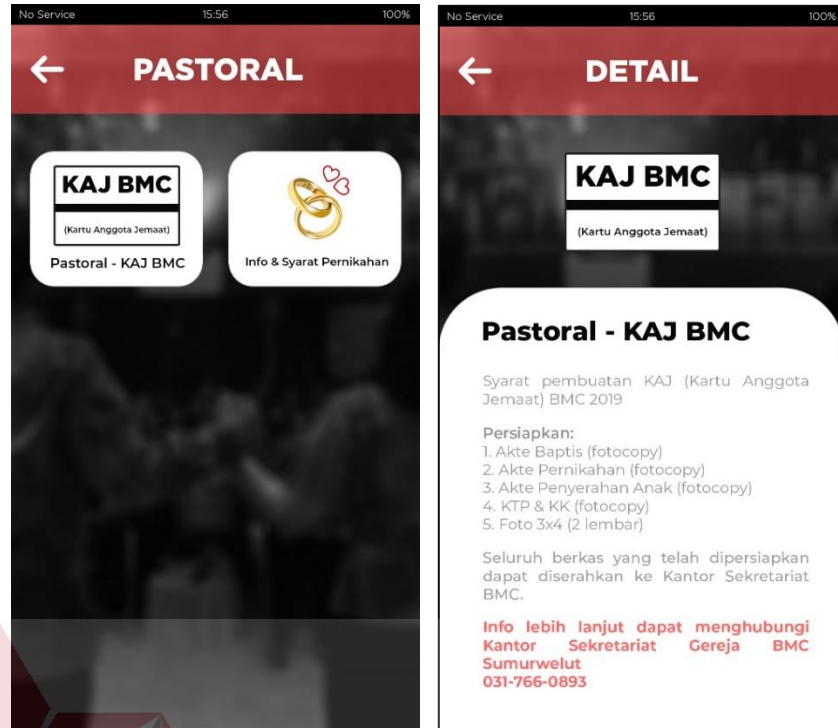 No Service 15:56 100%
PASTORAL
KAJ BMC
(Kartu Anggota Jemaat)
Pastoral - KAJ BMC
Info & Syarat Pernikahan
No Service 15:56 100%
DETAIL
KAJ BMC
(Kartu Anggota Jemaat)
Pastoral - KAJ BMC
Syarat pembuatan KAJ (Kartu Anggota
Jemaat) BMC 2019
Persiapkan:
1. Akte Baptis (fotocopy)
2. Akte Pernikahan (fotocopy)
3. Akte Penyerahan Anak (fotocopy)
4. KTP & KK (fotocopy)
5. Foto 3x4 (2 lembar)
Seluruh berkas yang telah dipersiapkan
dapat diserahkan ke Kantor Sekretariat
BMC.
Info lebih lanjut dapat menghubungi
Kantor Sekretariat Gereja BMC
Sumurwelut
031-766-0893